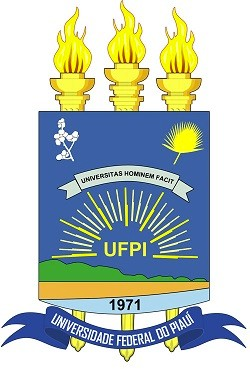 UNIVERSITAS HOMINEM FACIT
UFPI
1971
UNIVERSIDADE FEDERAL DO PIAUÍ